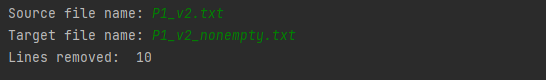 Source file name: P1_v2.txt
Target file name: P1_v2_nonempty.txt
Lines removed:  10